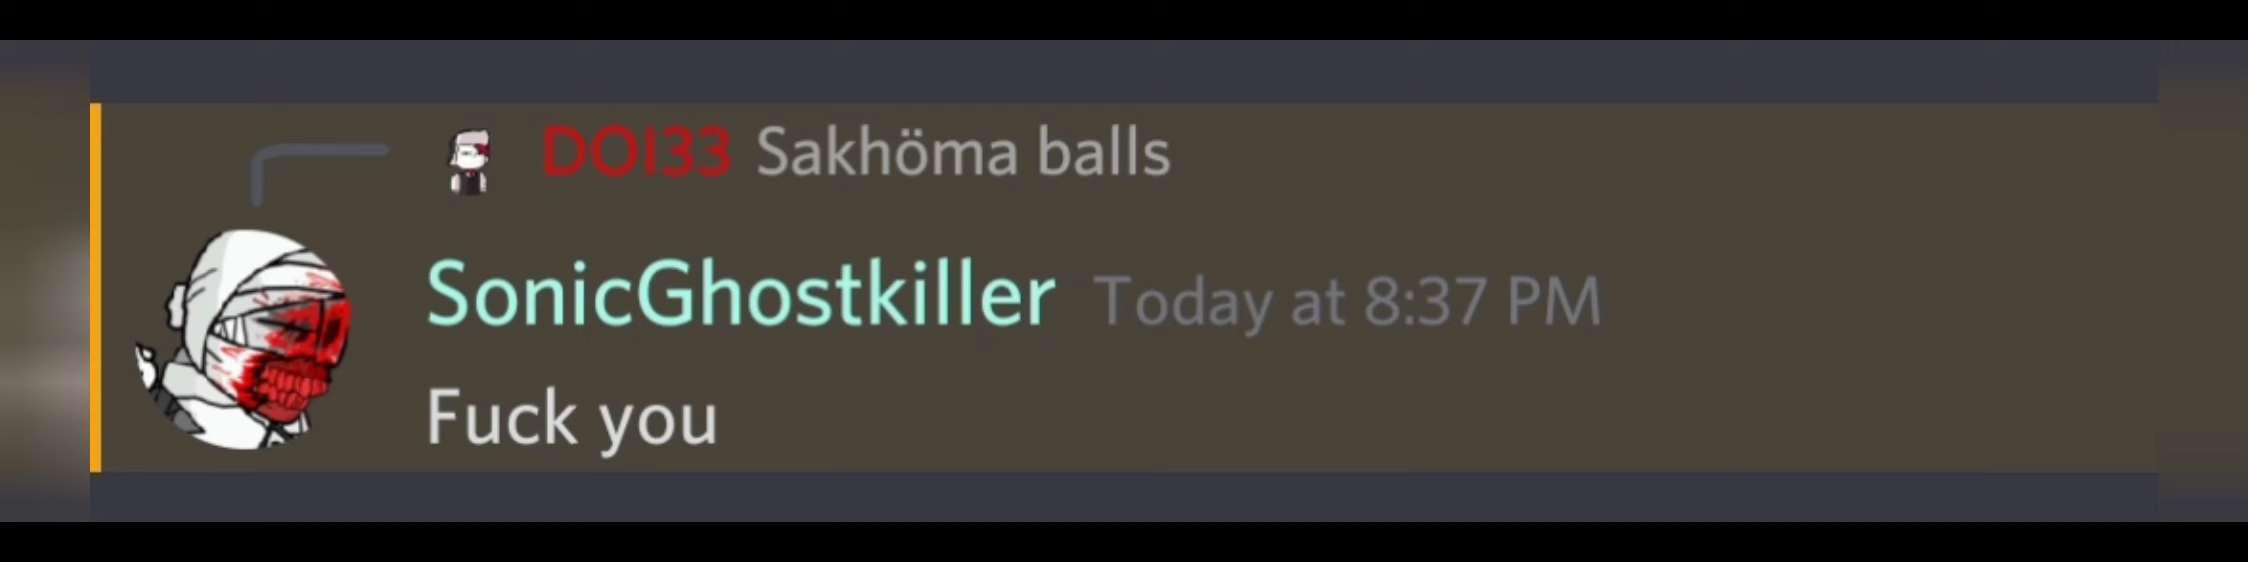 DOI33 Sakhöma balls
SonicGhostkiller Today at 8:37 PM
Fuck you